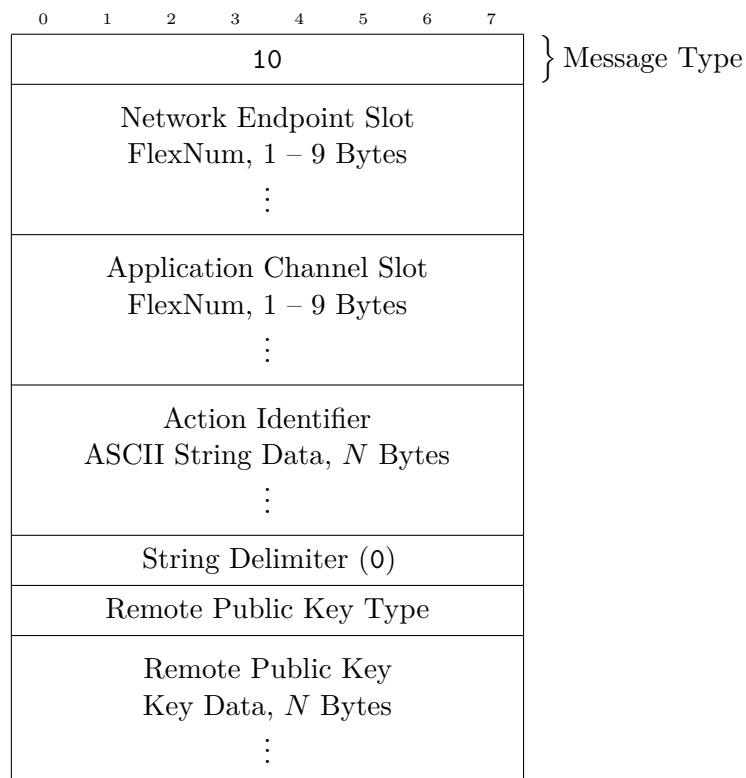 0 1 2 3 4 5 6 7
10 } Message Type
Network Endpoint Slot
FlexNum, 1 – 9 Bytes
⋮
Application Channel Slot
FlexNum, 1 – 9 Bytes
⋮
Action Identifier
ASCII String Data, N Bytes
⋮
String Delimiter (0)
Remote Public Key Type
Remote Public Key
Key Data, N Bytes
⋮